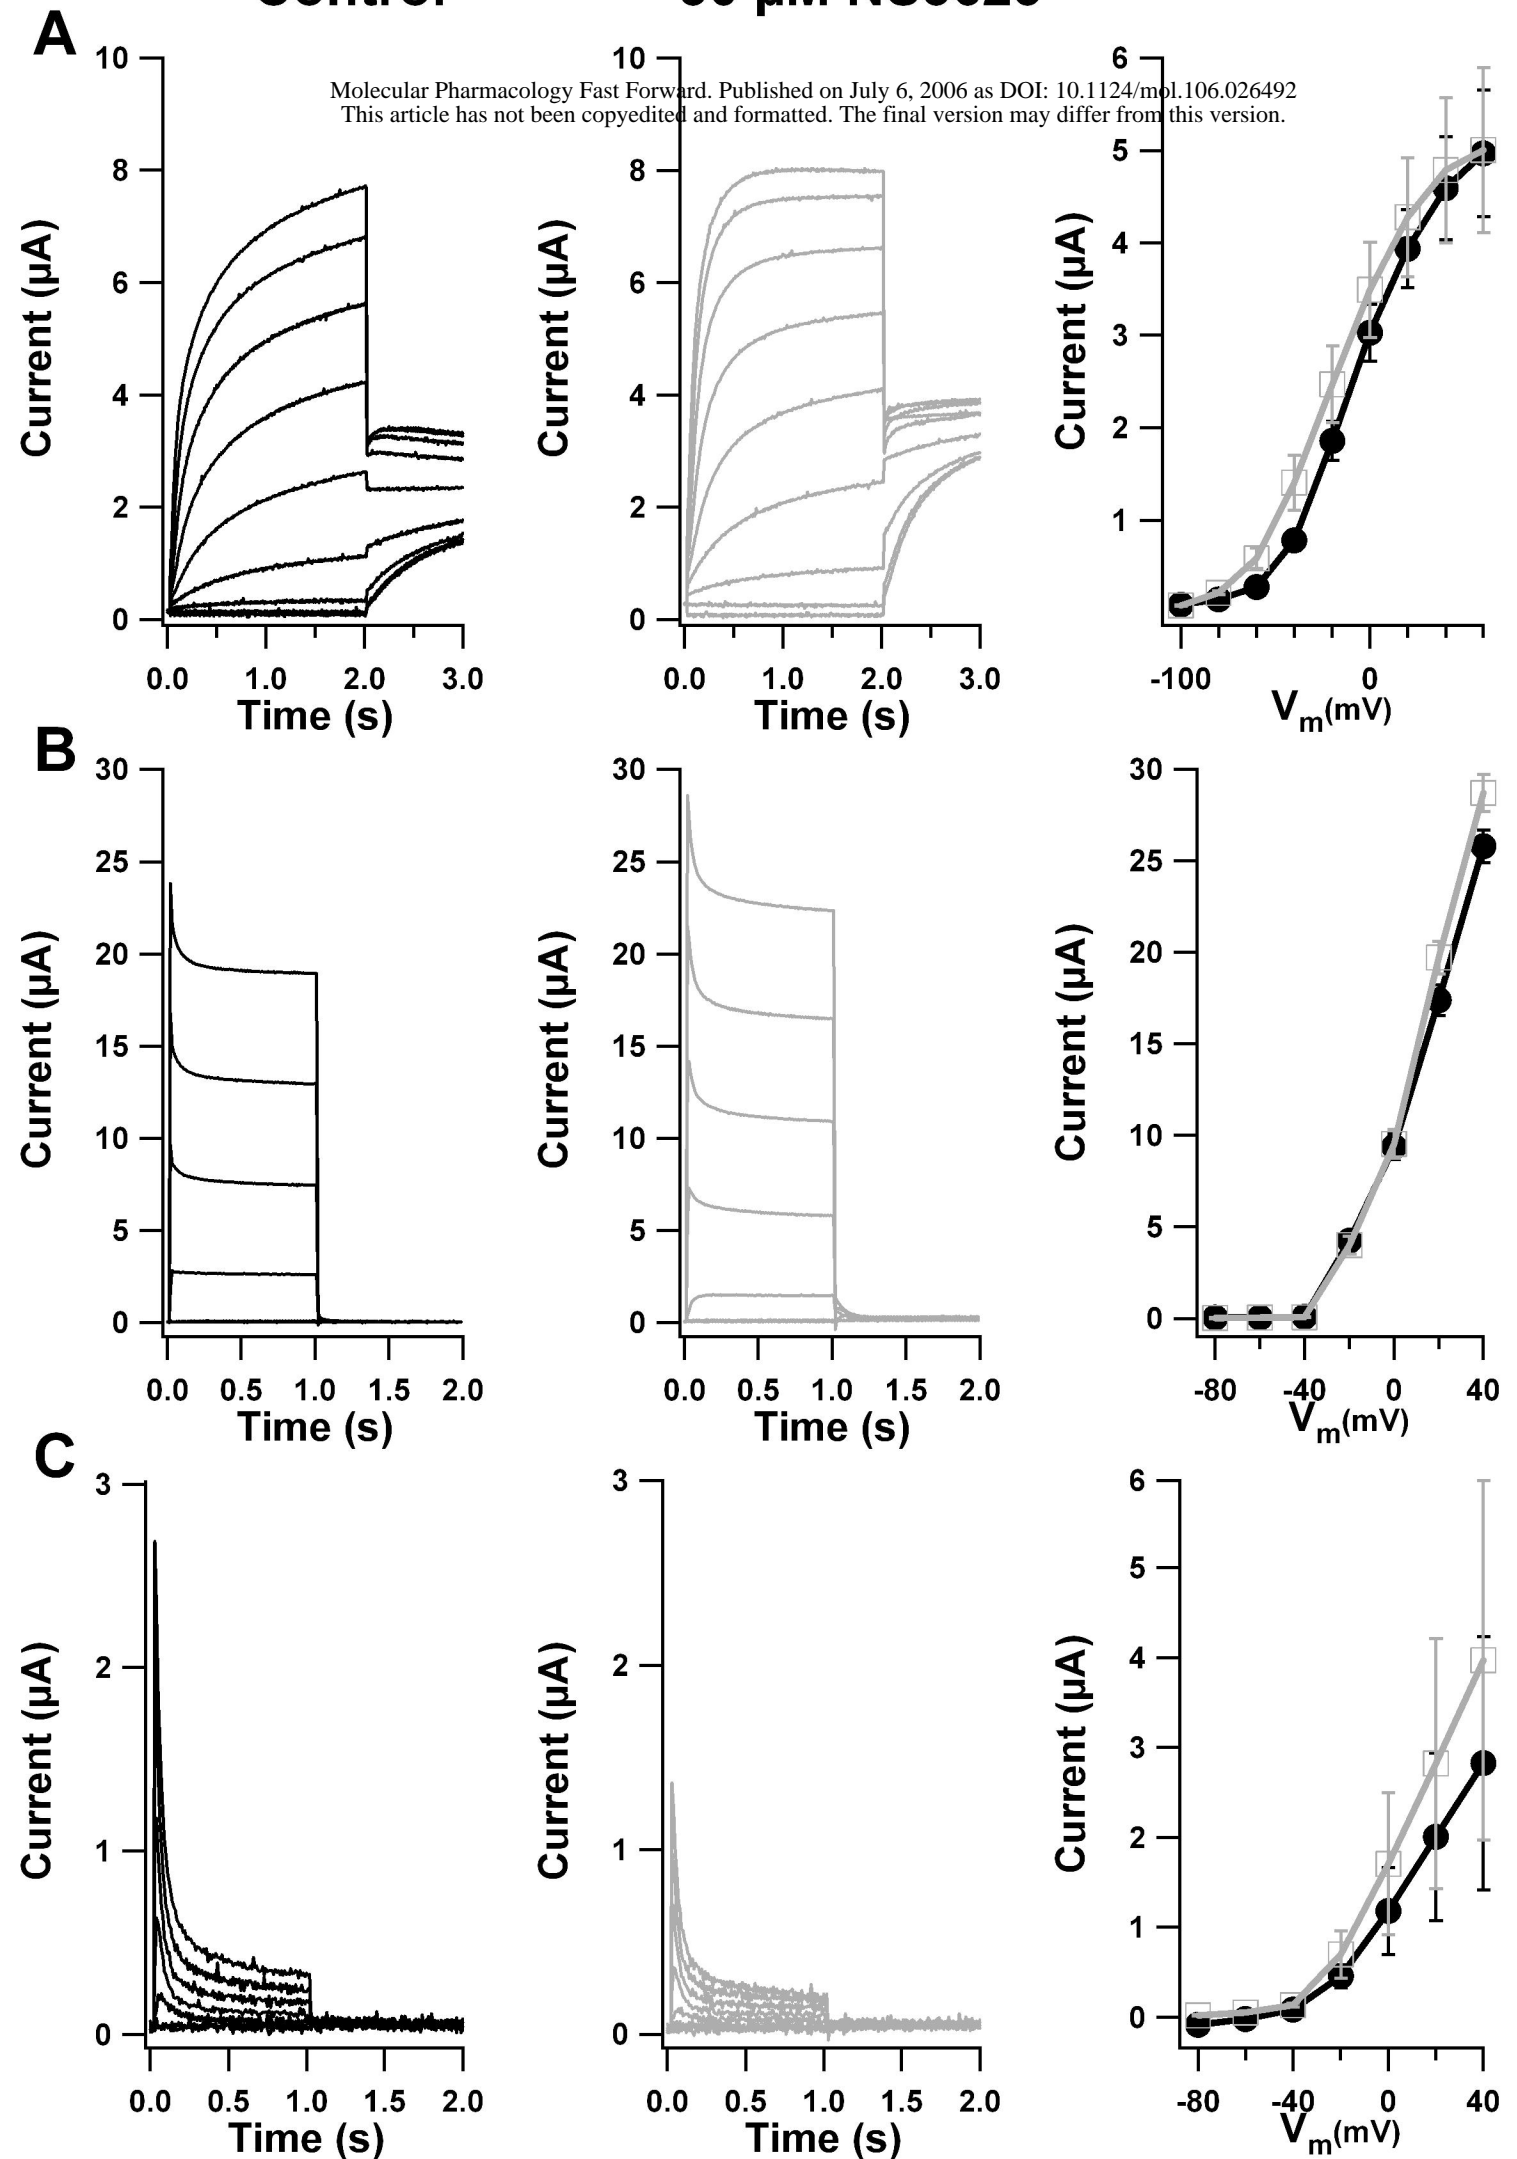 A
Molecular Pharmacology Fast Forward. Published on July 6, 2006 as DOI: 10.1124/mol.106.026492
This article has not been copyedited and formatted. The final version may differ from this version.
Current (µA)
10
8
6
4
2
0
0.0 1.0 2.0 3.0
Time (s)
Current (µA)
10
8
6
4
2
0
0.0 1.0 2.0 3.0
Time (s)
Current (µA)
6
5
4
3
2
1
-100 0
Vm(mV)
B
Current (µA)
30
25
20
15
10
5
0
0.0 0.5 1.0 1.5 2.0
Time (s)
Current (µA)
30
25
20
15
10
5
0
0.0 0.5 1.0 1.5 2.0
Time (s)
Current (µA)
30
25
20
15
10
5
0
-80 -40 0 40
Vm(mV)
C
Current (µA)
3
2
1
0
0.0 0.5 1.0 1.5 2.0
Time (s)
Current (µA)
3
2
1
0
0.0 0.5 1.0 1.5 2.0
Time (s)
Current (µA)
6
5
4
3
2
1
0
-80 -40 0 40
Vm(mV)